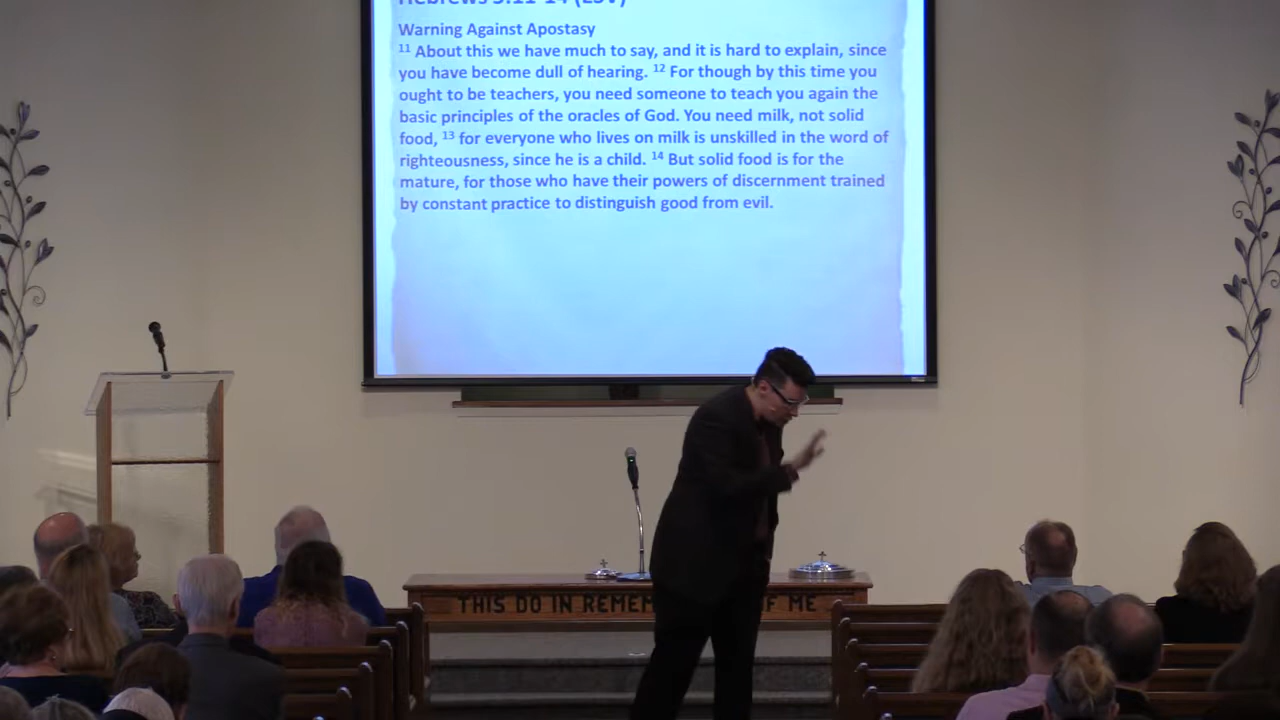 Hebrews 5:11-14 (ESV)
Warning Against Apostasy
11 About this we have much to say, and it is hard to explain, since
you have become dull of hearing. 12 For though by this time you
ought to be teachers, you need someone to teach you again the
basic principles of the oracles of God. You need milk, not solid
food, 13 for everyone who lives on milk is unskilled in the word of
righteousness, since he is a child. 14 But solid food is for the
mature, for those who have their powers of discernment trained
by constant practice to distinguish good from evil.
THIS DO IN REMEM F ME